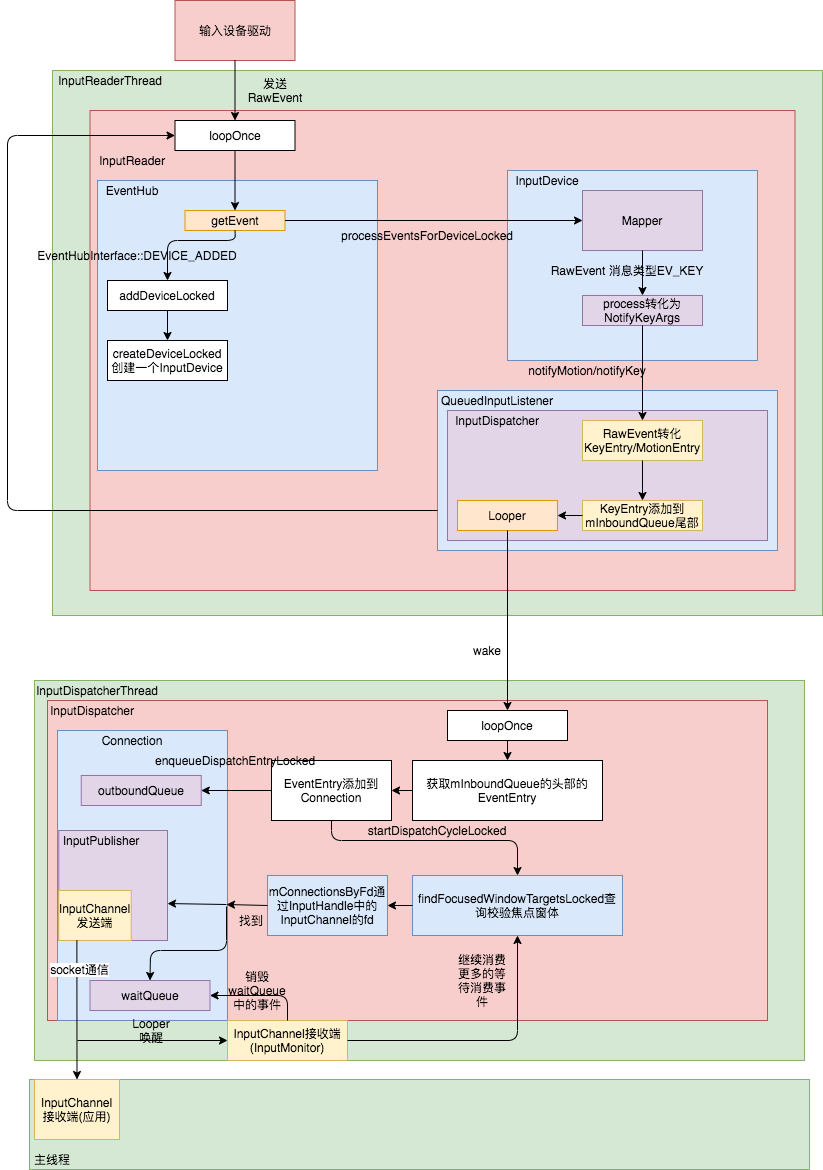 输入设备驱动
InputReaderThread
发送
RawEvent
loopOnce
InputReader
EventHub
InputDevice
getEvent
Mapper
processEventsForDeviceLocked
EventHubInterface::DEVICE_ADDED
RawEvent 消息类型EV_KEY
addDeviceLocked
process转化为
NotifyKeyArgs
createDeviceLocked
创建一个InputDevice
notifyMotion/notifyKey
QueuedInputListener
InputDispatcher
RawEvent转化
KeyEntry/MotionEntry
Looper
KeyEntry添加到
mInboundQueue尾部
wake
InputDispatcherThread
InputDispatcher
loopOnce
Connection
enqueueDispatchEntryLocked
outboundQueue
EventEntry添加到
Connection
获取mInboundQueue的头部的
EventEntry
startDispatchCycleLocked
InputPublisher
InputChannel
发送端
mConnectionsByFd通
过InputHandle中的
InputChannel的fd
findFocusedWindowTargetsLocked查
询校验焦点窗体
找到
socket通信
waitQueue
销毁
waitQueue
中的事件
继续消费
更多的等
待消费事
件
Looper
唤醒
InputChannel接收端
(InputMonitor)
InputChannel
接收端(应用)
主线程